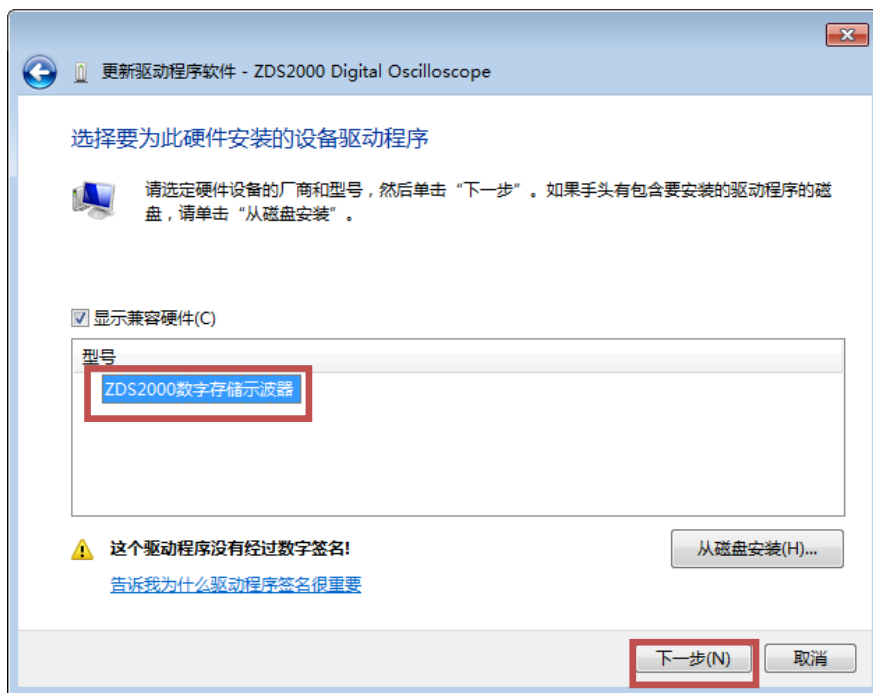 更新驱动程序软件 - ZDS2000 Digital Oscilloscope
选择要为此硬件安装的设备驱动程序
请选定硬件设备的厂商和型号，然后单击“下一步”。如果手头有包含要安装的驱动程序的磁
盘，请单击“从磁盘安装”。
显示兼容硬件(C)
型号
ZDS2000数字存储示波器
这个驱动程序没有经过数字签名!
从磁盘安装(H)...
告诉我为什么驱动程序签名很重要
下一步(N)
取消